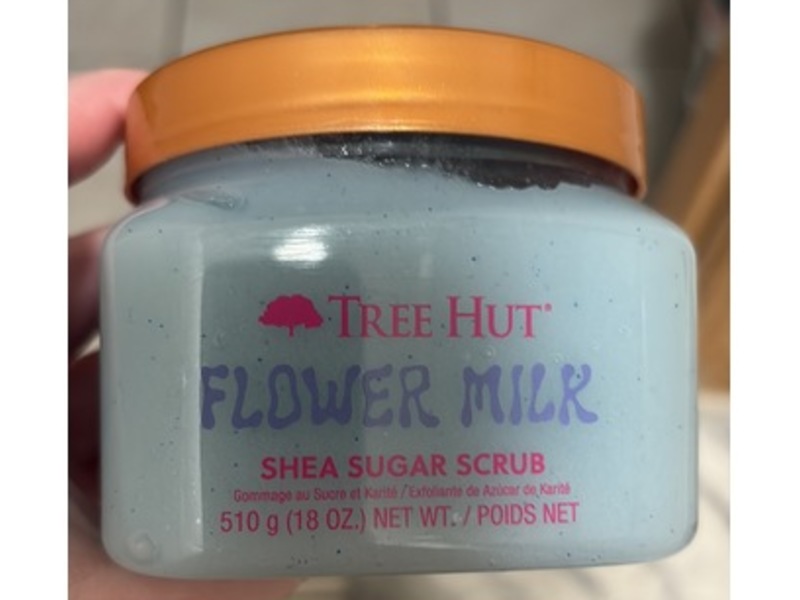 TREE HUT®
FLOWER MILK
SHEA SUGAR SCRUB
Gommage au Sucre et Karité / Exfoliante de Azúcar de Karité
510 g (18 OZ.) NET WT. / POIDS NET